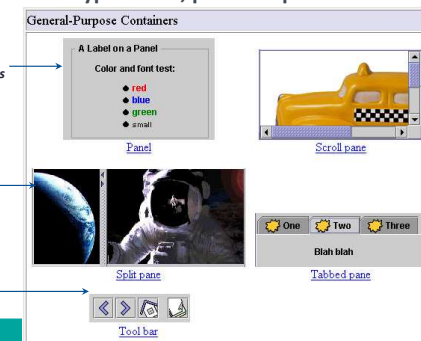 General-Purpose Containers
A Label on a Panel
Color and font test:
red
blue
green
small
Panel
Scroll pane
s
Split pane
One Two Three
Blah blah
Tabbed pane
Tool bar